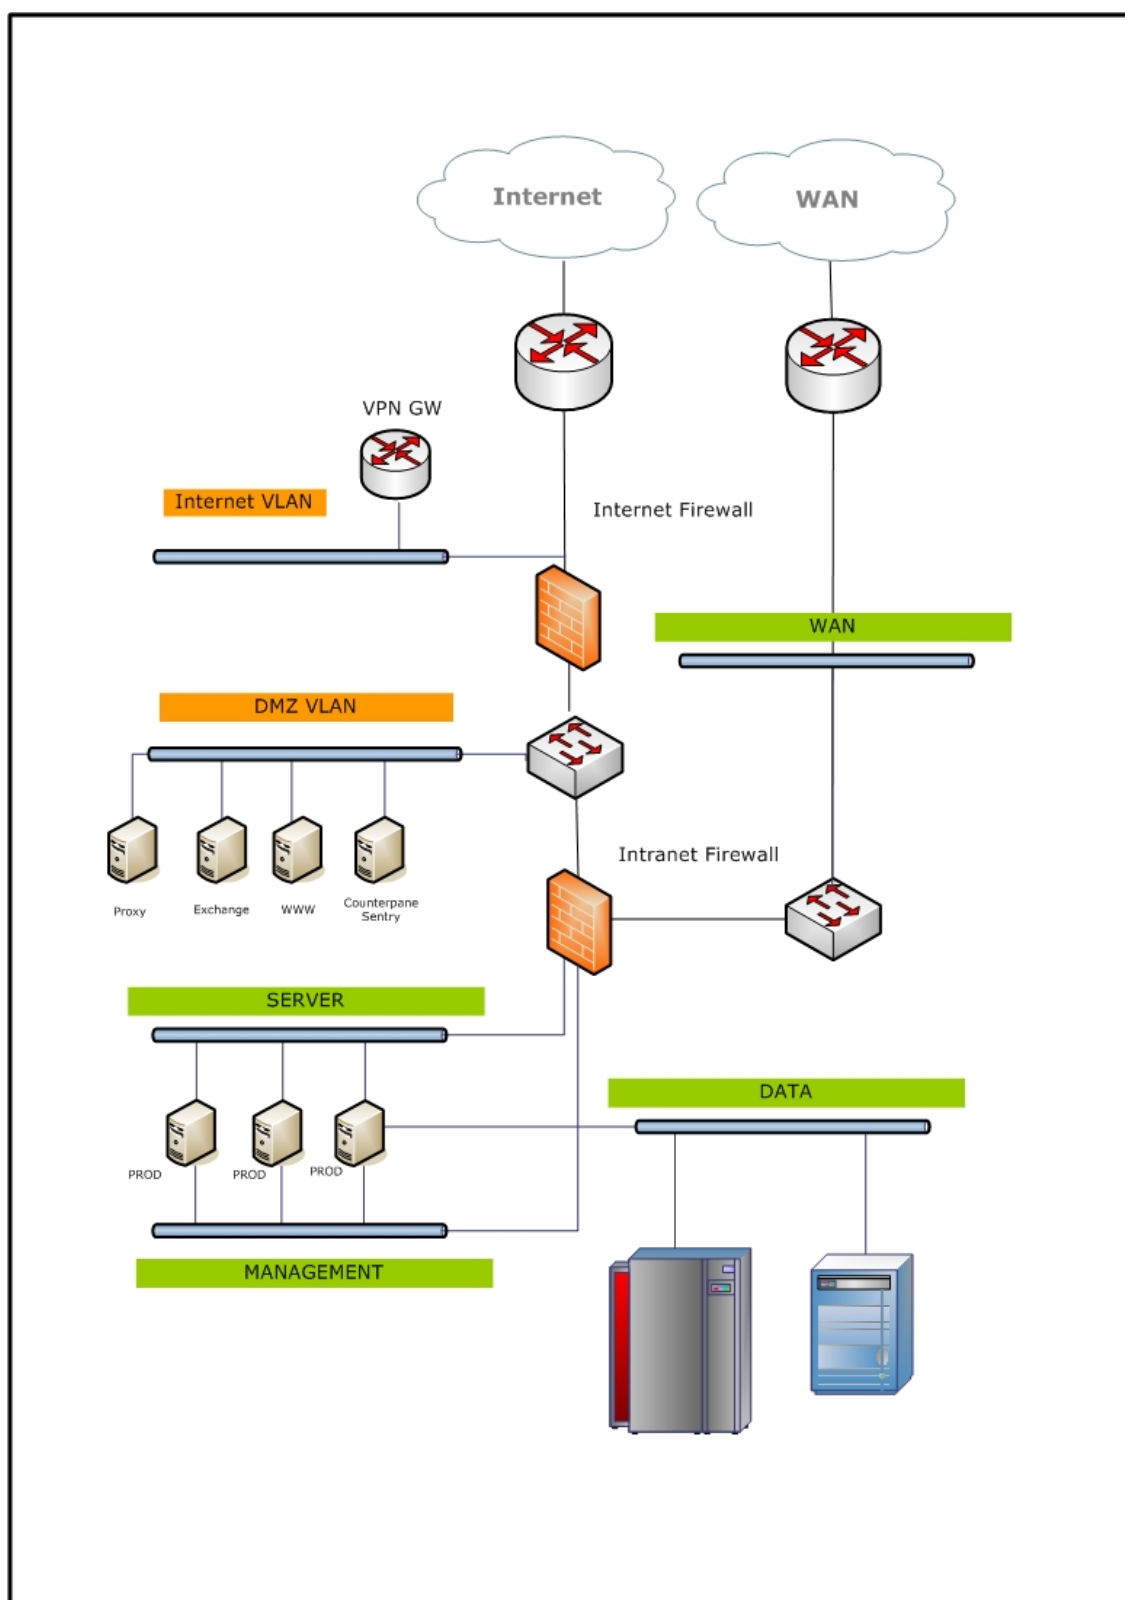 Internet
WAN
VPN GW
Internet VLAN
Internet Firewall
WAN
DMZ VLAN
Intranet Firewall
Proxy
Exchange
WWW
Counterpane
Sentry
SERVER
DATA
PROD
PROD
PROD
MANAGEMENT